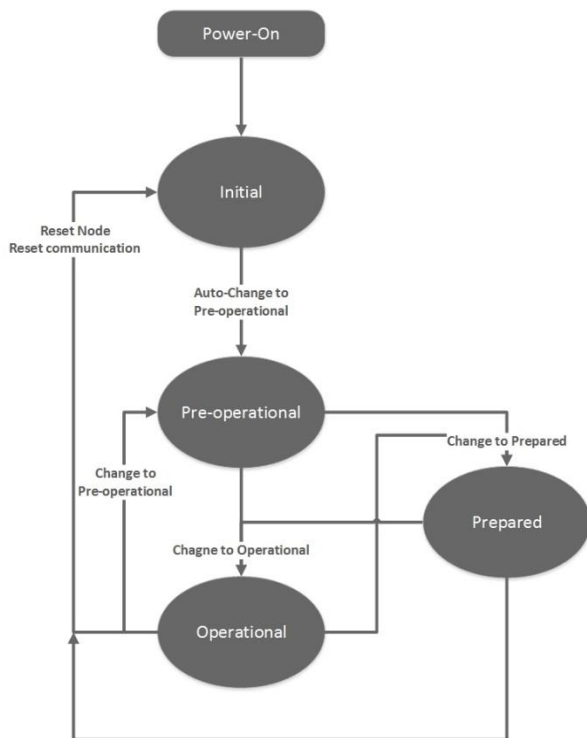 Power-On
Initial
Reset Node
Reset communication
Auto-Change to
Pre-operational
Pre-operational
Change to Prepared
Change to
Pre-operational
Prepared
Chagne to Operational
Operational